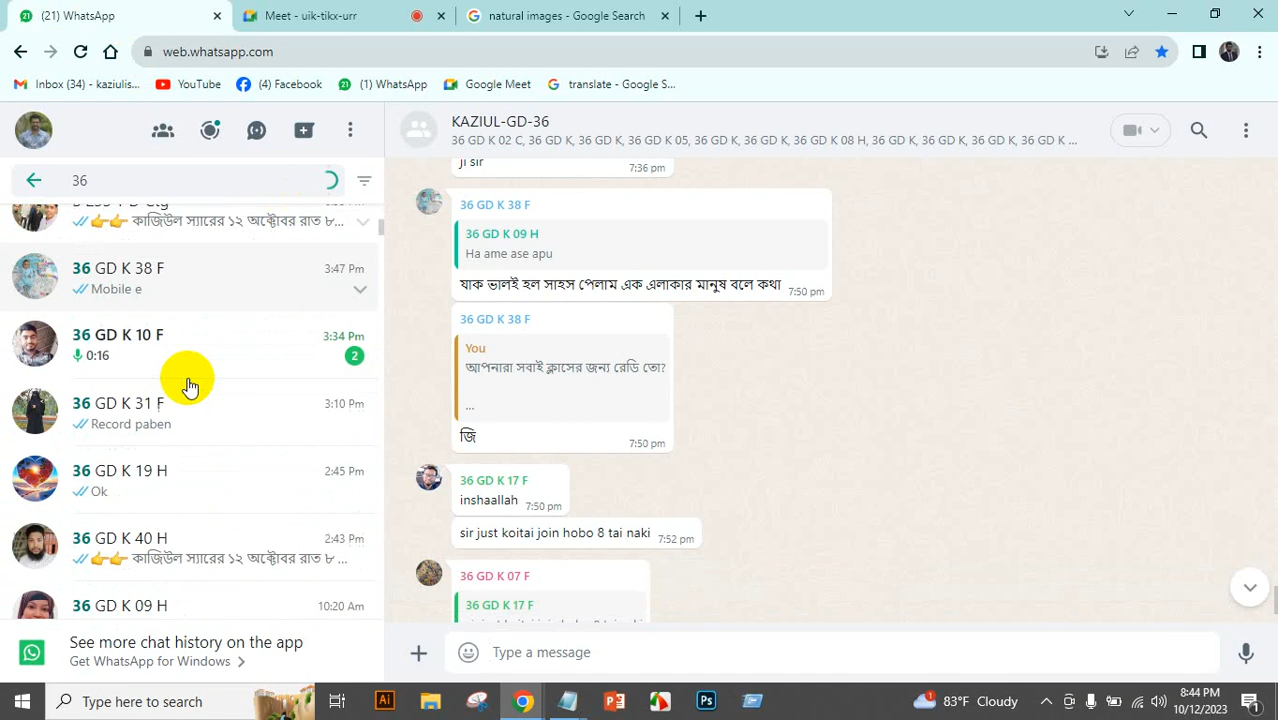 (21) WhatsApp
Meet - uik-tikx-urr
natural images - Google Search
web.whatsapp.com
Inbox (34) - kaziulis...
YouTube
(4) Facebook
(1) WhatsApp
Google Meet
translate - Google S...
36
👉👉 কাজিউল স্যারের ১২ অক্টোবর রাত ৮...
36 GD K 38 F
3:47 Pm
Mobile e
36 GD K 10 F
3:34 Pm
0:16
2
36 GD K 31 F
3:10 Pm
Record paben
36 GD K 19 H
2:45 Pm
Ok
36 GD K 40 H
2:43 Pm
👉👉 কাজিউল স্যারের ১২ অক্টোবর রাত ৮ ...
36 GD K 09 H
10:20 Am
See more chat history on the app
Get WhatsApp for Windows
KAZIUL-GD-36
36 GD K 02 C, 36 GD K, 36 GD K, 36 GD K 05, 36 GD K, 36 GD K, 36 GD K 08 H, 36 GD K, 36 GD K, 36 GD K, 36 GD K ...
ji sir
7:36 pm
36 GD K 38 F
36 GD K 09 H
Ha ame ase apu
যাক ভালই হল সাহস পেলাম এক এলাকার মানুষ বলে কথা
7:50 pm
36 GD K 38 F
You
আপনারা সবাই ক্লাসের জন্য রেডি তো?
...
জি
7:50 pm
36 GD K 17 F
inshaallah
7:50 pm
sir just koitai join hobo 8 tai naki
7:52 pm
36 GD K 07 F
36 GD K 17 F
Type a message
Type here to search
83°F Cloudy
8:44 PM
10/12/2023